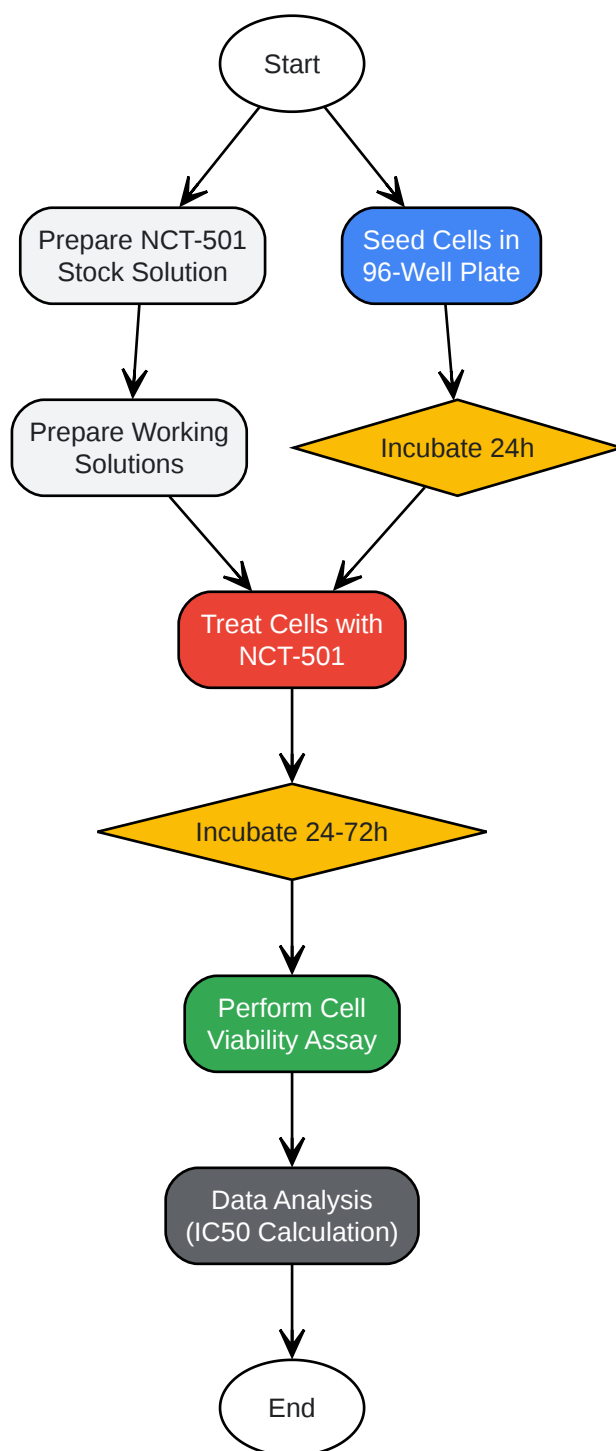 Start
Prepare NCT-501
Stock Solution
Seed Cells in
96-Well Plate
Prepare Working
Solutions
Incubate 24h
Treat Cells with
NCT-501
Incubate 24-72h
Perform Cell
Viability Assay
Data Analysis
(IC50 Calculation)
End